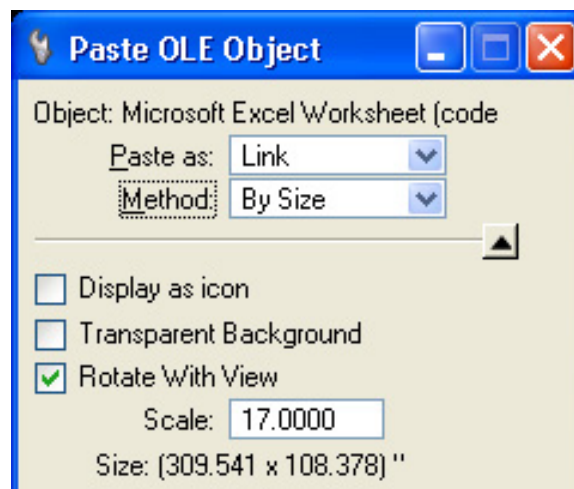 Paste OLE Object
Object: Microsoft Excel Worksheet (code
Paste as: Link
Method: By Size
Display as icon
Transparent Background
Rotate With View
Scale: 17.0000
Size: (309.541 x 108.378) "